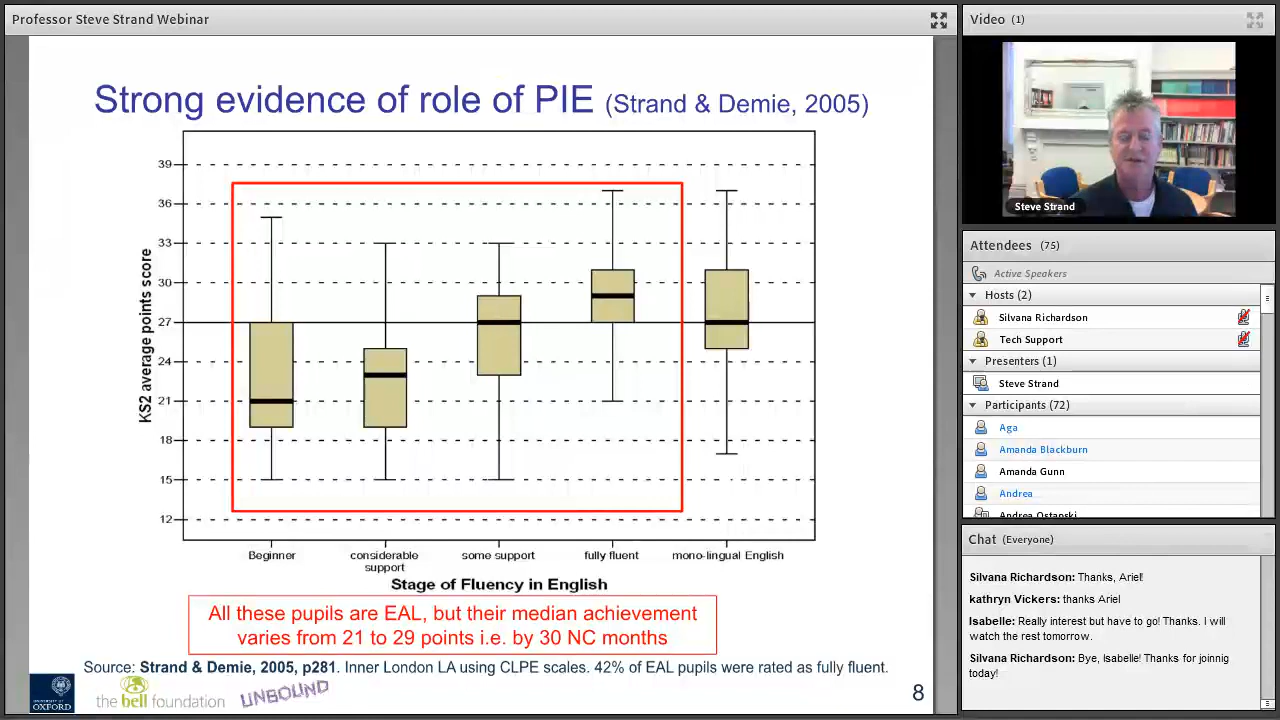 Professor Steve Strand Webinar
Strong evidence of role of PIE (Strand & Demie, 2005)
KS2 average points score
39
36
33
30
27
24
21
18
15
12
Beginner
considerable
support
some support
fully fluent
mono-lingual English
Stage of Fluency in English
All these pupils are EAL, but their median achievement
varies from 21 to 29 points i.e. by 30 NC months
Source: Strand & Demie, 2005, p281. Inner London LA using CLPE scales. 42% of EAL pupils were rated as fully fluent.
UNIVERSITY OF
OXFORD
the bell foundation
UNBOUND
8
Video (1)
Steve Strand
Attendees (75)
Active Speakers
Hosts (2)
Silvana Richardson
Tech Support
Presenters (1)
Steve Strand
Participants (72)
Aga
Amanda Blackburn
Amanda Gunn
Andrea
Andrea Ostapski
Chat (Everyone)
Silvana Richardson: Thanks, Ariel!
kathryn Vickers: thanks Ariel
Isabelle: Really interest but have to go! Thanks. I will
watch the rest tomorrow.
Silvana Richardson: Bye, Isabelle! Thanks for joinnig
today!